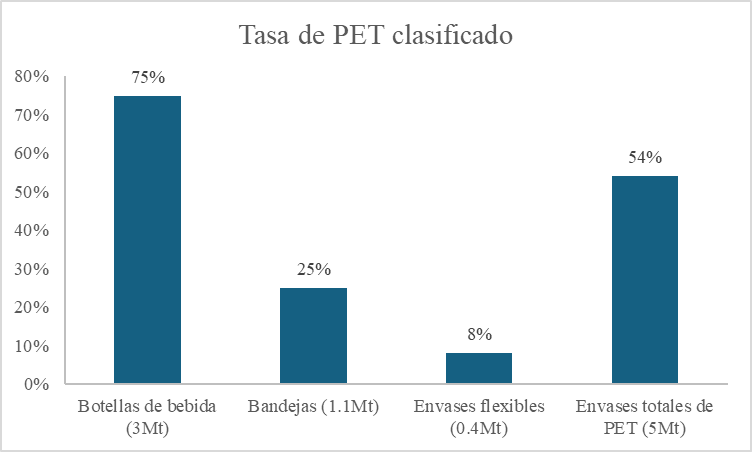 Tasa de PET clasificado
80%
70%
60%
50%
40%
30%
20%
10%
0%
75%
25%
8%
54%
Botellas de bebida
(3Mt)
Bandejas (1.1Mt)
Envases flexibles
(0.4Mt)
Envases totales de
PET (5Mt)